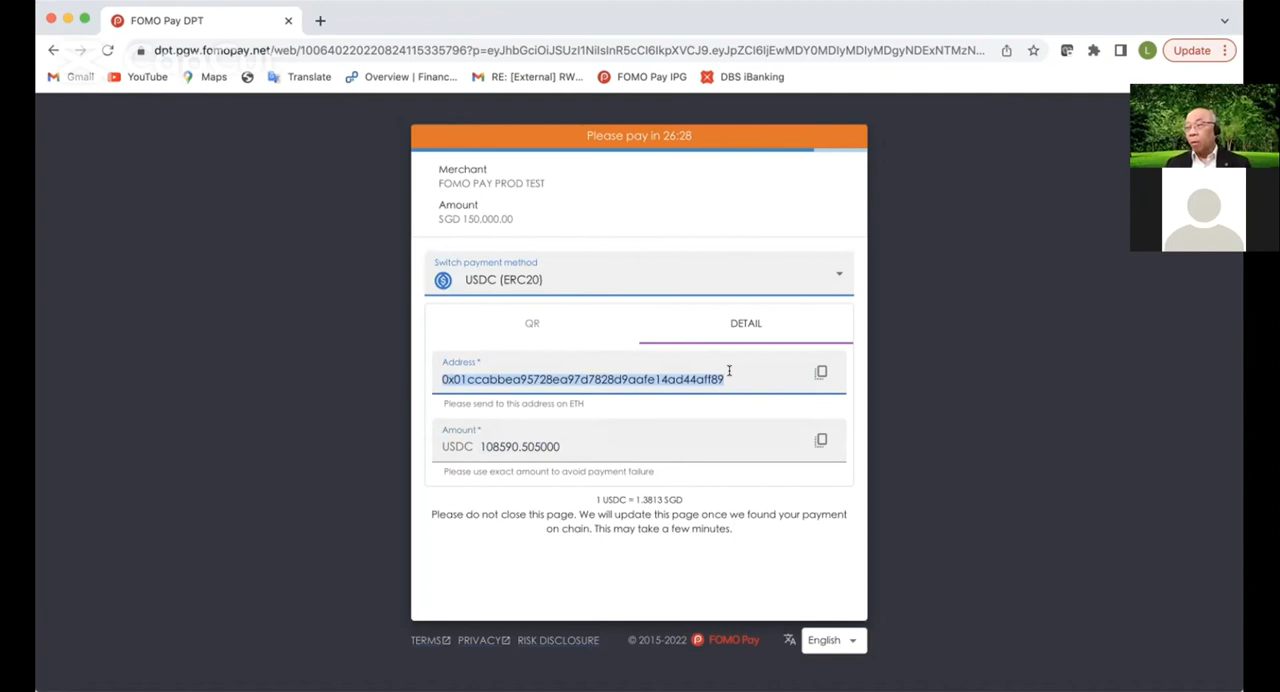 FOMO Pay DPT
dpt.pgw.fomopay.net/web/100640220220824115335796?p=eyJhbGciOiJSUzI1NiIsInR5cCI6IkpXVCJ9.eyJpZCI6IjEwMDY0MDIyMDIyMDgyNDExNTMzN...
L
Update
Gmail
YouTube
Maps
Translate
Overview | Financ...
RE: [External] RW...
FOMO Pay IPG
DBS iBanking
Please pay in 26:28
Merchant
FOMO PAY PROD TEST
Amount
SGD 150,000.00
Switch payment method
USDC (ERC20)
QR
DETAIL
Address*
0x01ccabbea95728ea97d7828d9aafe14ad44aff89
Please send to this address on ETH
Amount*
USDC 108590.505000
Please use exact amount to avoid payment failure
1 USDC = 1.3813 SGD
Please do not close this page. We will update this page once we found your payment
on chain. This may take a few minutes.
TERMS
PRIVACY
RISK DISCLOSURE
© 2015-2022
FOMO Pay
English